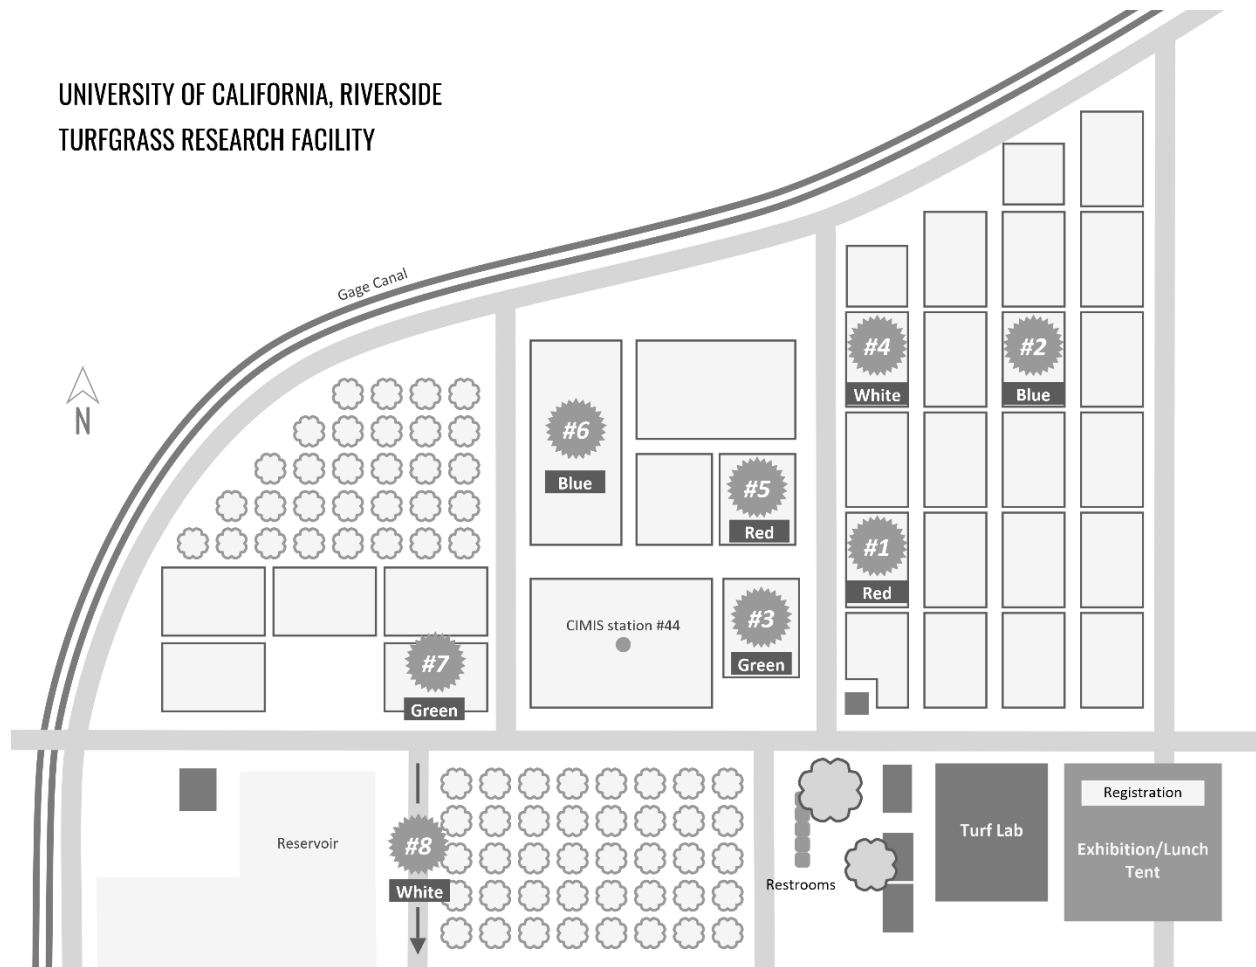 UNIVERSITY OF CALIFORNIA, RIVERSIDE
TURFGRASS RESEARCH FACILITY
Gage Canal
N
#4
White
#2
Blue
#6
Blue
#5
Red
#1
Red
CIMIS station #44
#3
Green
#7
Green
Reservoir
#8
White
Restrooms
Turf Lab
Registration
Exhibition/Lunch
Tent